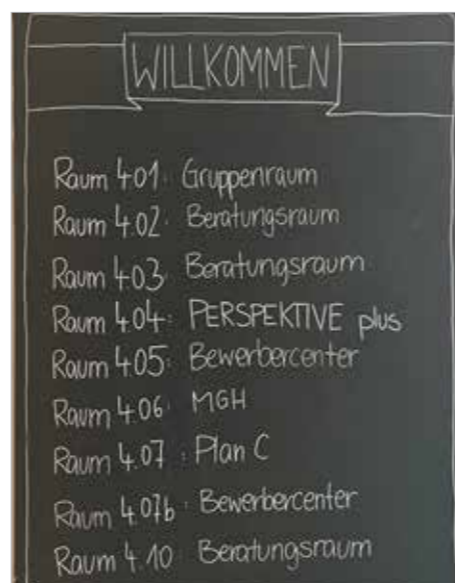 WILLKOMMEN
Raum 4.01: Gruppenraum
Raum 4.02: Beratungsraum
Raum 4.03 Beratungsraum
Raum 4.04: PERSPEKTIVE plus
Raum 4.05: Bewerbercenter
Raum 4.06: MGH
Raum 4.07 : Plan C
Raum 4.07b: Bewerbercenter
Raum 4.10: Beratungsraum